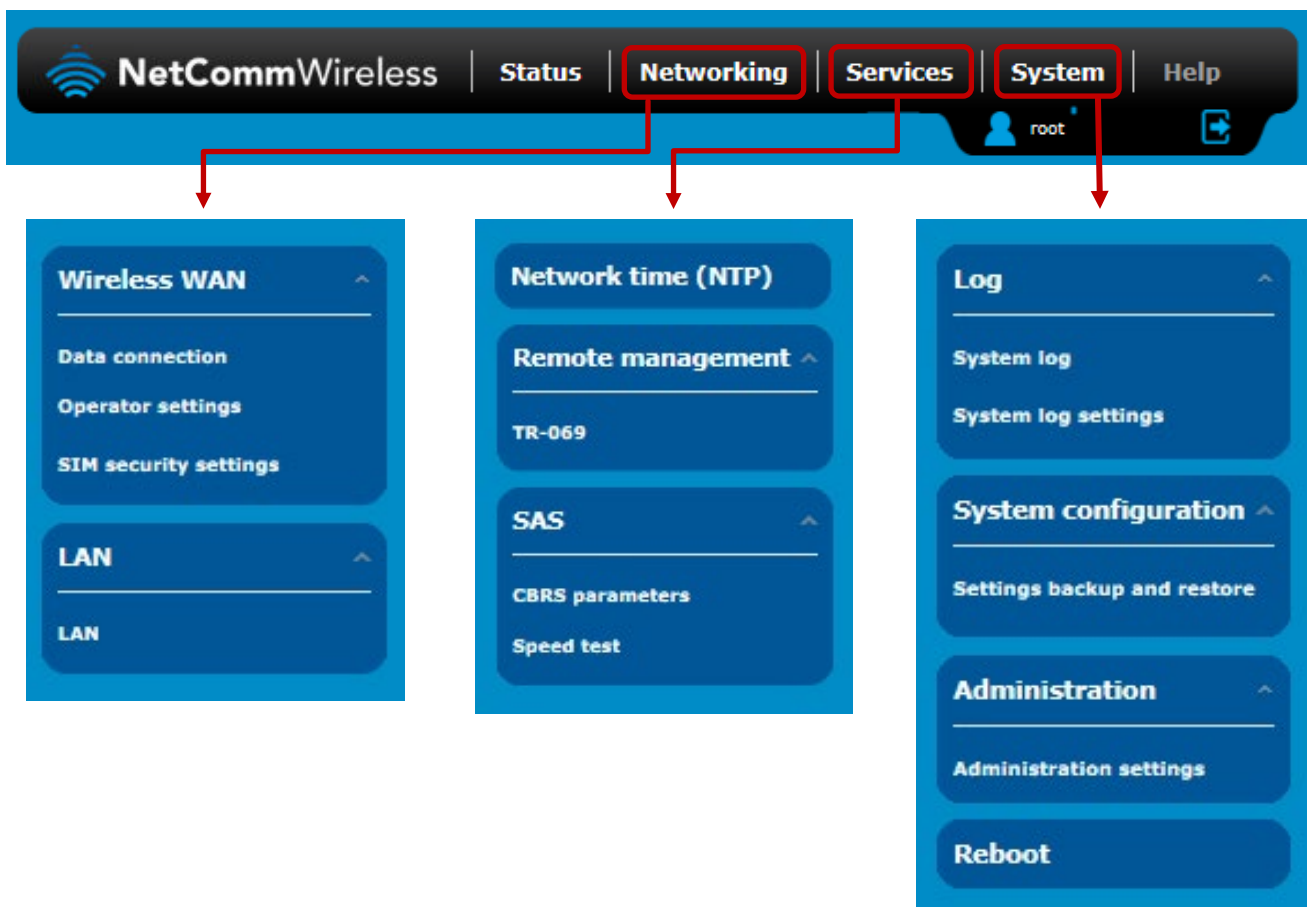 NetCommWireless Status Networking Services System Help
root
Wireless WAN
Data connection
Operator settings
SIM security settings
LAN
LAN
Network time (NTP)
Remote management
TR-069
SAS
CBRS parameters
Speed test
Log
System log
System log settings
System configuration
Settings backup and restore
Administration
Administration settings
Reboot